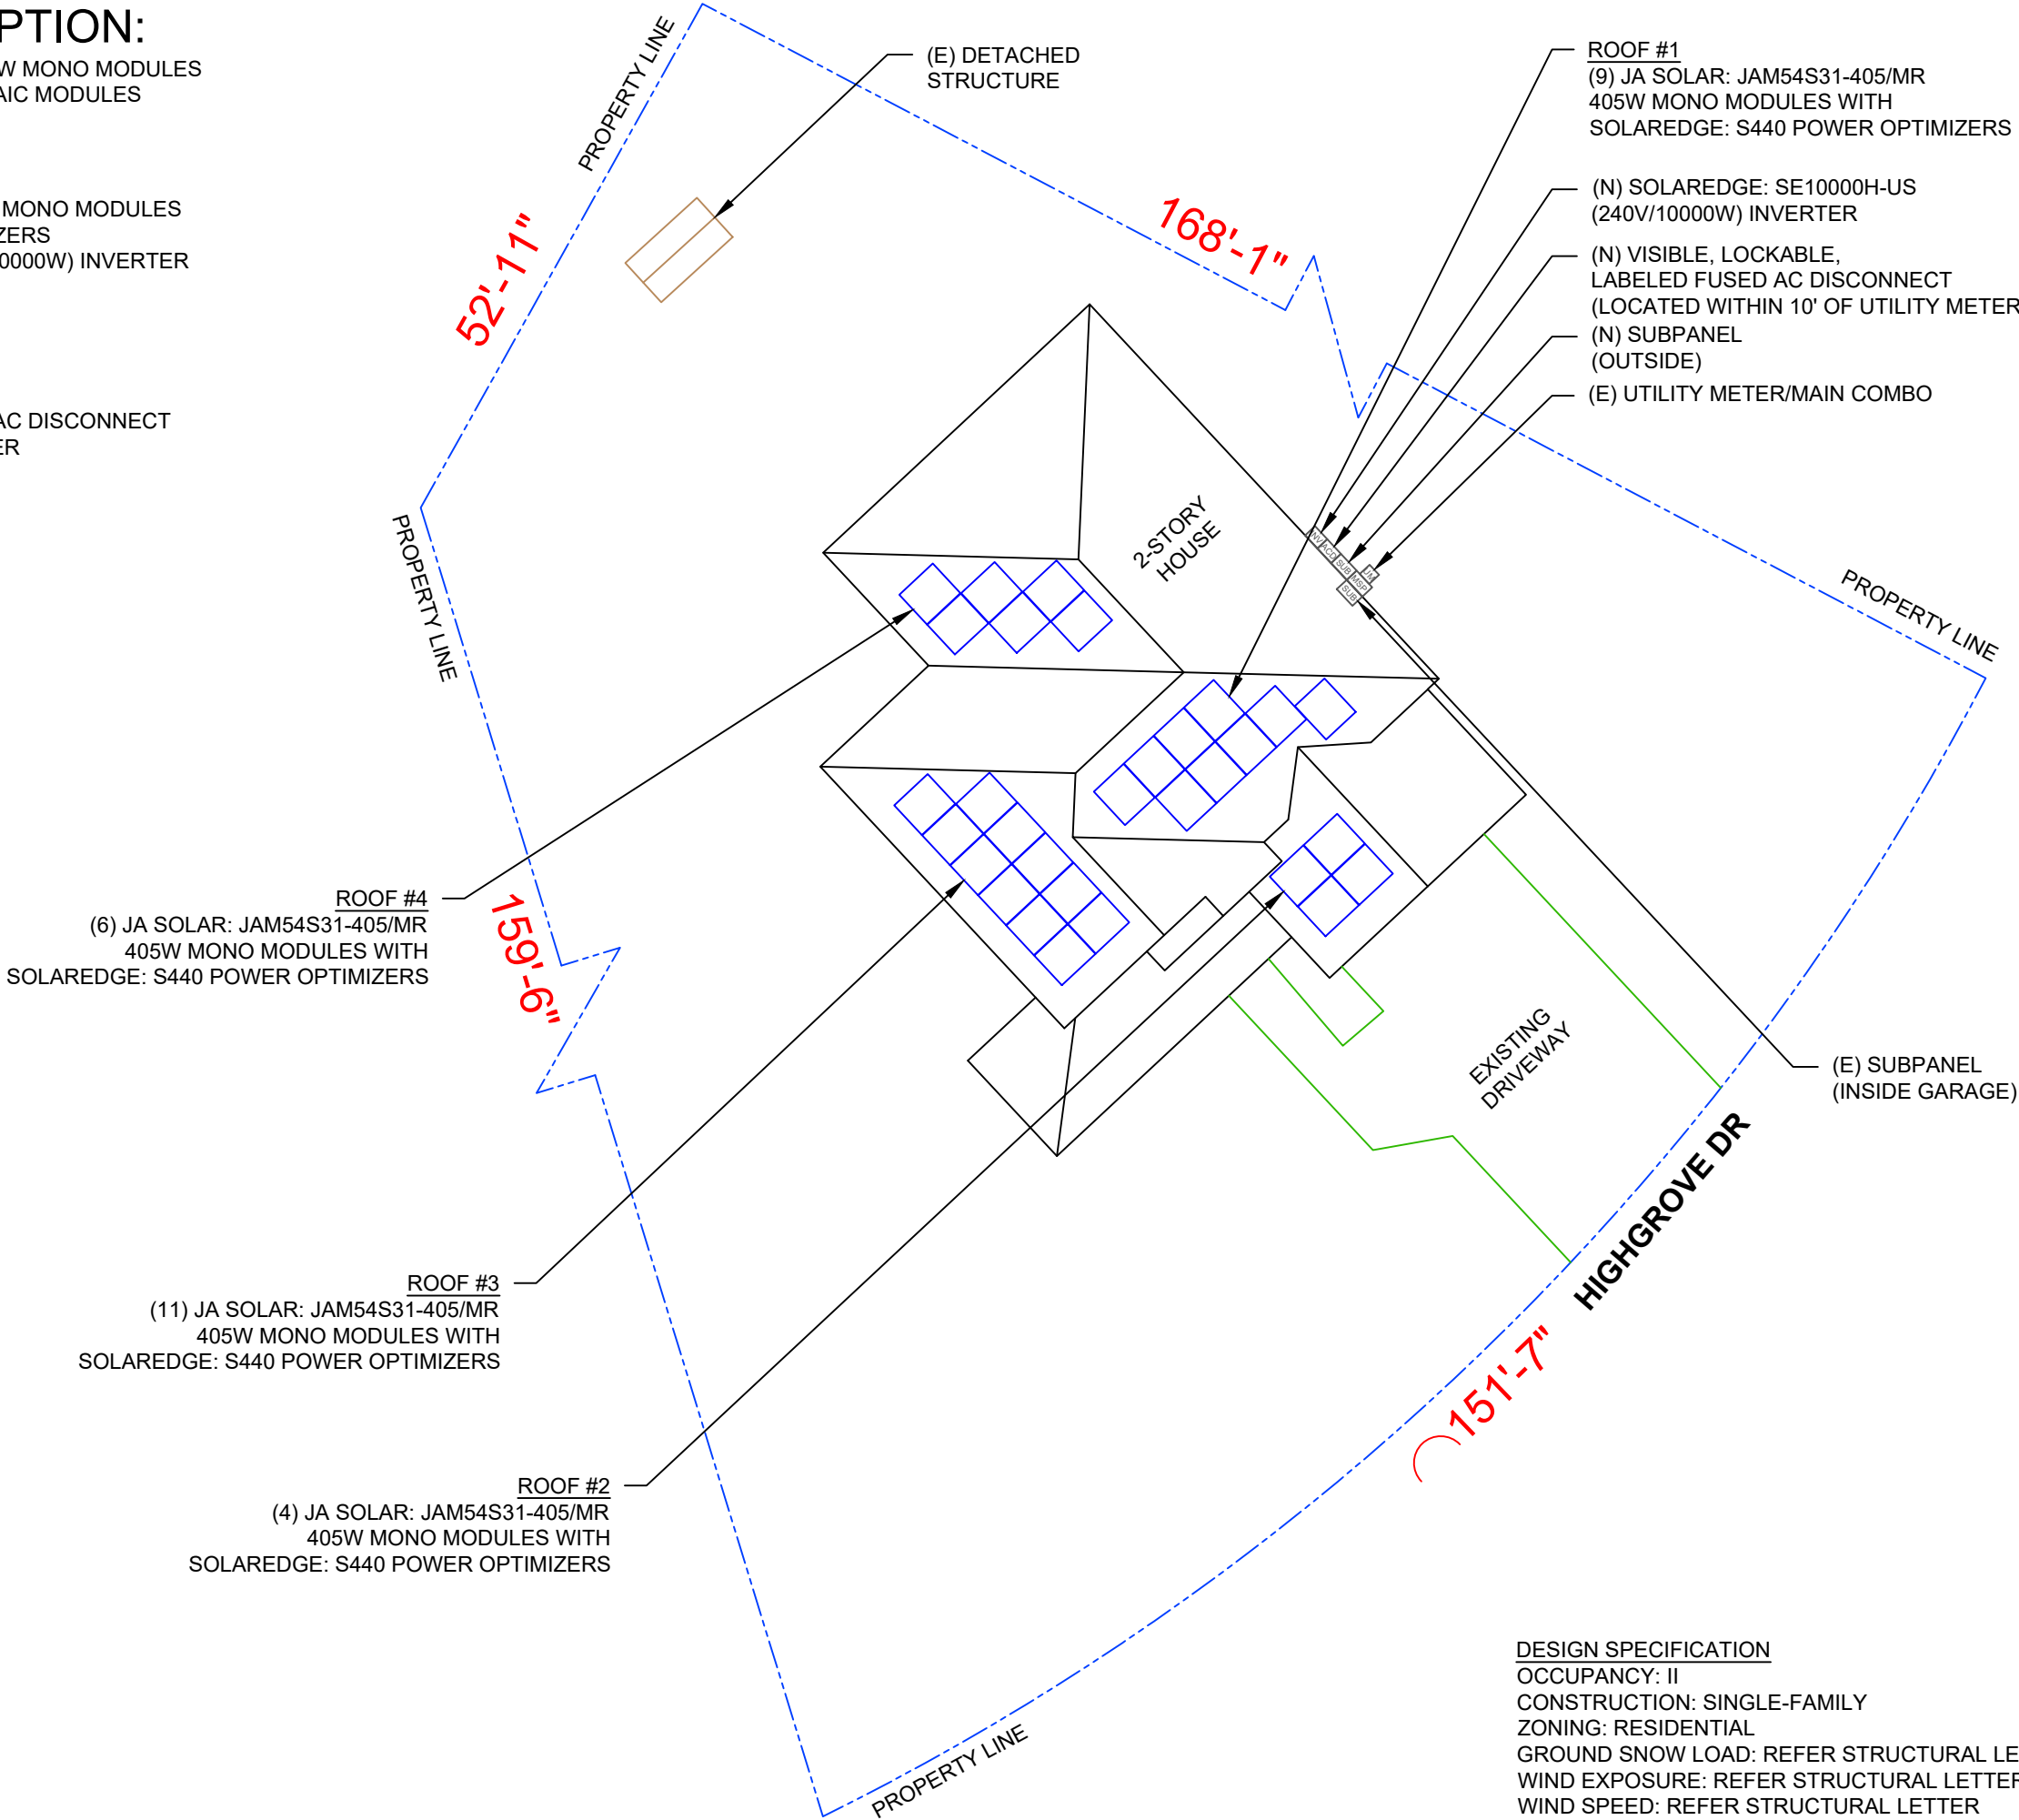 PTION:
W MONO MODULES
AIC MODULES
MONO MODULES
ZERS
0000W) INVERTER
AC DISCONNECT
ER
PROPERTY LINE
52'-11"
(E) DETACHED
STRUCTURE
168'-1"
ROOF #1
(9) JA SOLAR: JAM54S31-405/MR
405W MONO MODULES WITH
SOLAREDGE: S440 POWER OPTIMIZERS
(N) SOLAREDGE: SE10000H-US
(240V/10000W) INVERTER
(N) VISIBLE, LOCKABLE,
LABELED FUSED AC DISCONNECT
(LOCATED WITHIN 10' OF UTILITY METER
(N) SUBPANEL
(OUTSIDE)
(E) UTILITY METER/MAIN COMBO
2-STORY
HOUSE
INV
ACD
SUB
MSP
UM
SUB
PROPERTY LINE
PROPERTY LINE
ROOF #4
(6) JA SOLAR: JAM54S31-405/MR
405W MONO MODULES WITH
SOLAREDGE: S440 POWER OPTIMIZERS
159'-6"
EXISTING
DRIVEWAY
(E) SUBPANEL
(INSIDE GARAGE)
HIGHGROVE DR
151'-7"
ROOF #3
(11) JA SOLAR: JAM54S31-405/MR
405W MONO MODULES WITH
SOLAREDGE: S440 POWER OPTIMIZERS
ROOF #2
(4) JA SOLAR: JAM54S31-405/MR
405W MONO MODULES WITH
SOLAREDGE: S440 POWER OPTIMIZERS
PROPERTY LINE
DESIGN SPECIFICATION
OCCUPANCY: II
CONSTRUCTION: SINGLE-FAMILY
ZONING: RESIDENTIAL
GROUND SNOW LOAD: REFER STRUCTURAL LE
WIND EXPOSURE: REFER STRUCTURAL LETTER
WIND SPEED: REFER STRUCTURAL LETTER